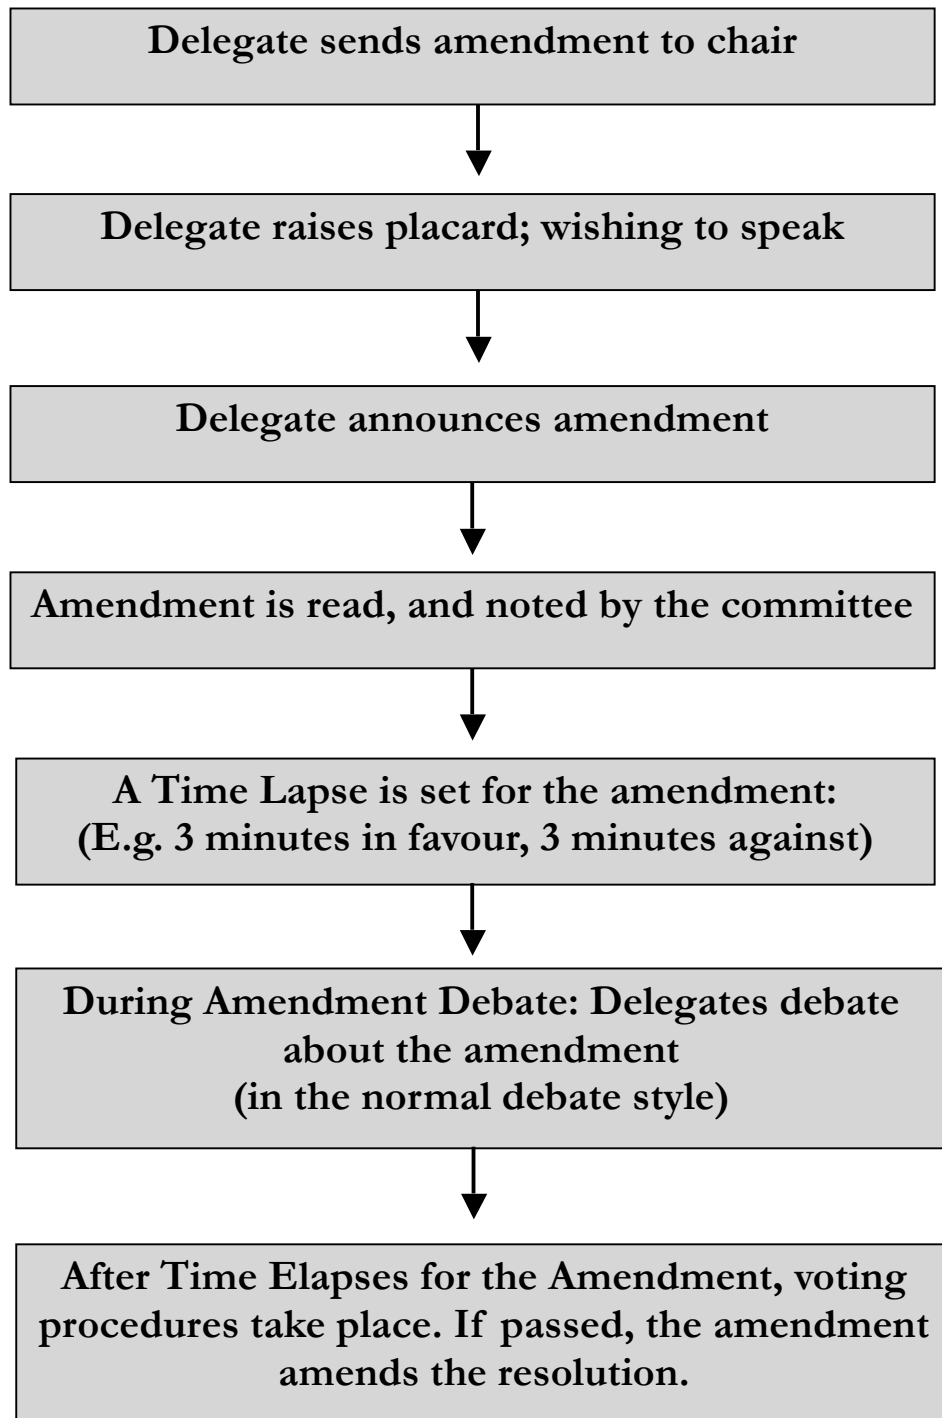 Delegate sends amendment to chair
Delegate raises placard; wishing to speak
Delegate announces amendment
Amendment is read, and noted by the committee
A Time Lapse is set for the amendment:
(E.g. 3 minutes in favour, 3 minutes against)
During Amendment Debate: Delegates debate
about the amendment
(in the normal debate style)
After Time Elapses for the Amendment, voting
procedures take place. If passed, the amendment
amends the resolution.